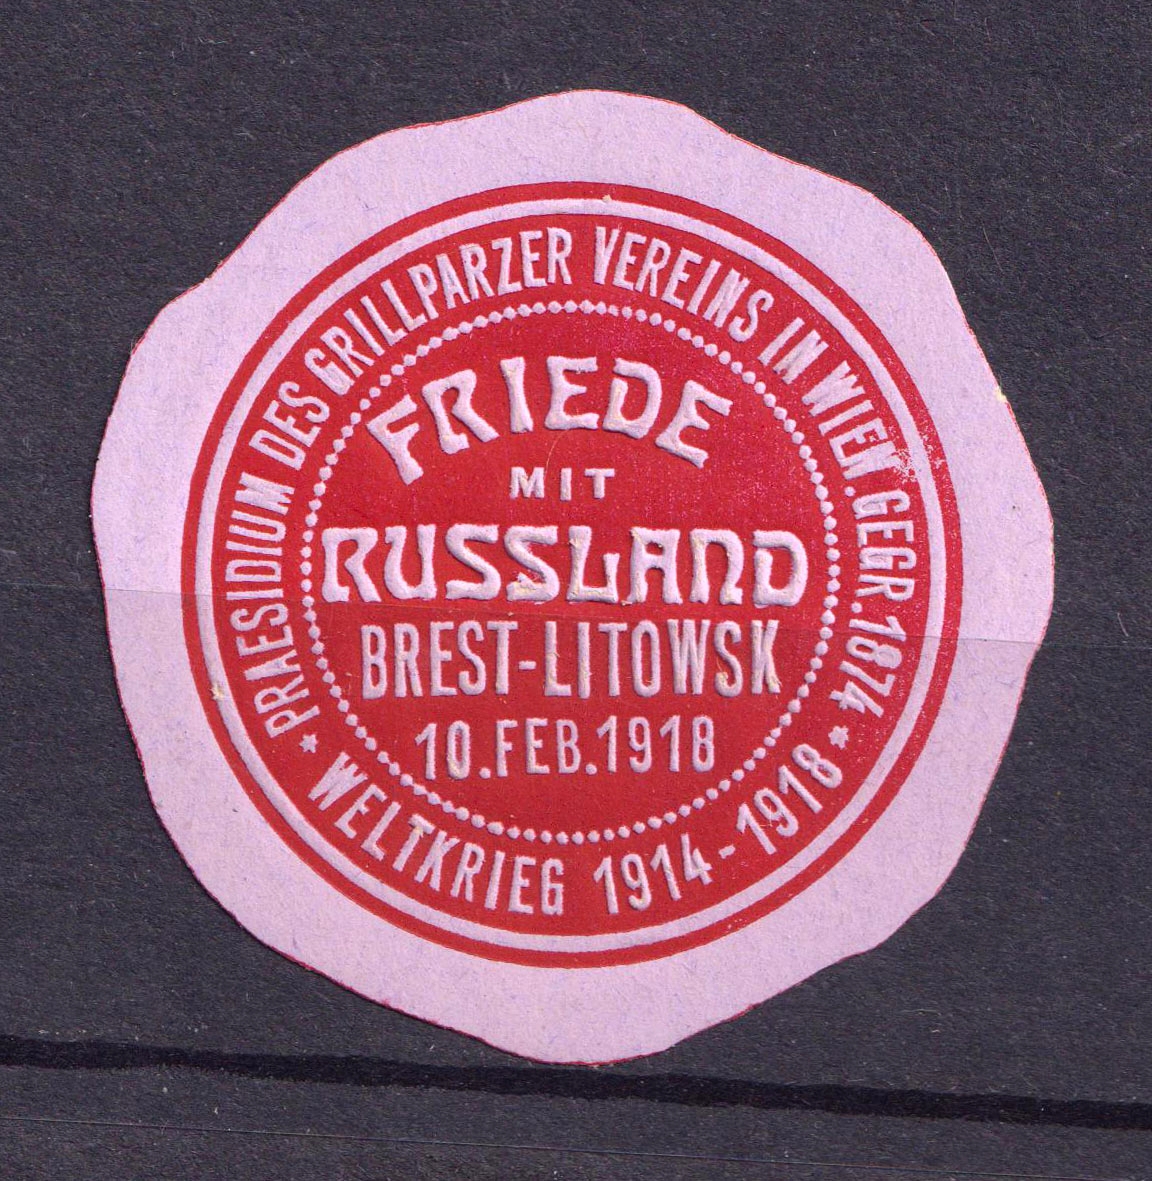 PRAESIDIUM DES GRILLPARZER VEREINS IN WIEN. GEGR. 1874
FRIEDE
MIT
RUSSLAND
BREST-LITOWSK
10. FEB. 1918
* WELTKRIEG 1914 - 1918 *